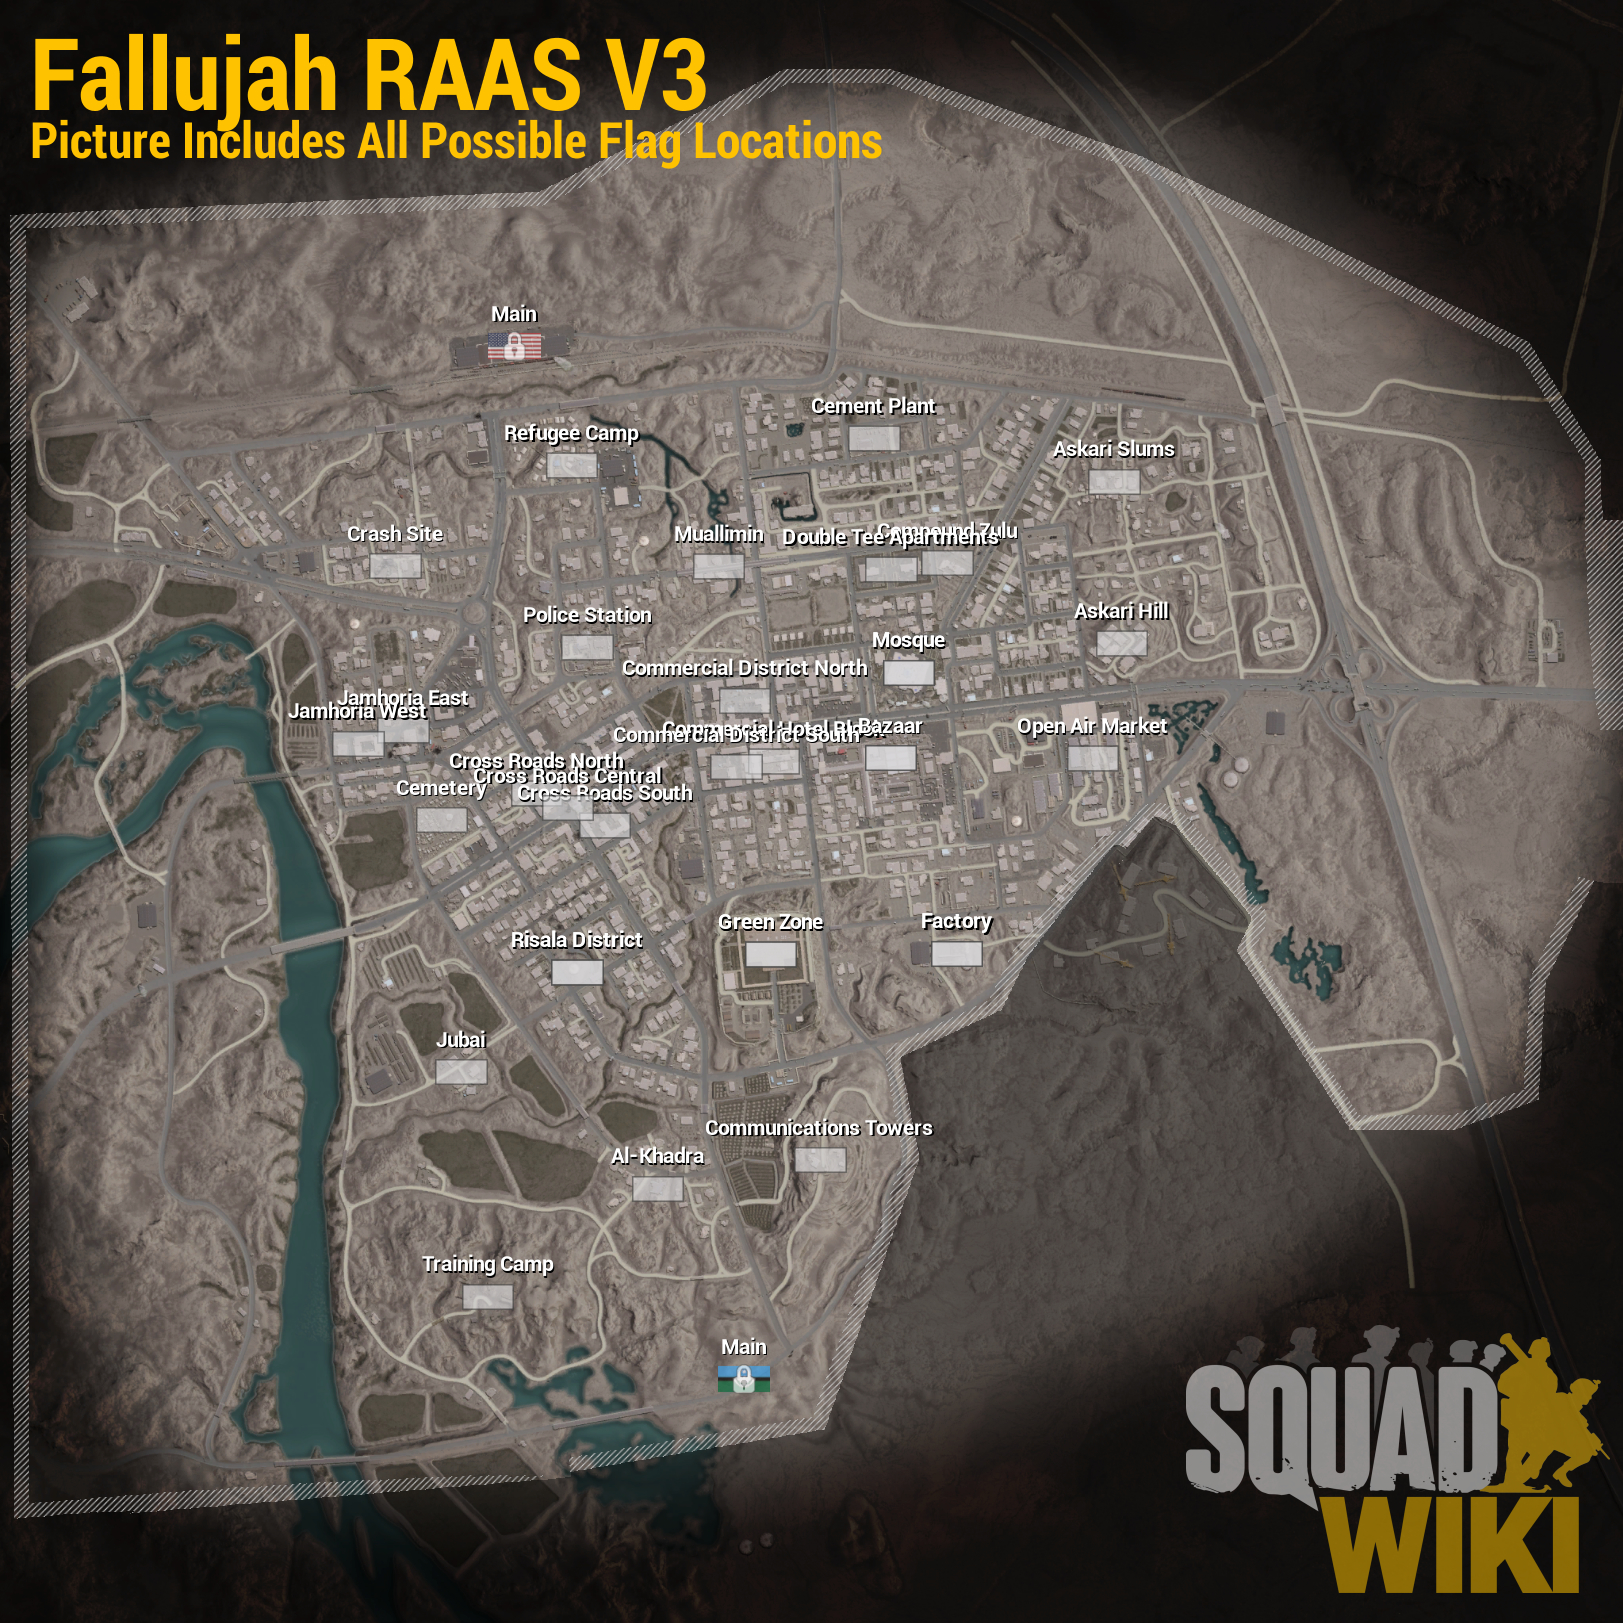 Fallujah RAAS V3
Picture Includes All Possible Flag Locations
Main
Cement Plant
Refugee Camp
Askari Slums
Crash Site
Muallimin
Compound Zulu
Double Tee Apartments
Police Station
Askari Hill
Mosque
Commercial District North
Jamhoria East
Jamhoria West
Commercial Hotel
Bazaar
Open Air Market
Commercial District South
Cross Roads North
Cross Roads Central
Cemetery
Cross Roads South
Green Zone
Factory
Risala District
Jubai
Communications Towers
Al-Khadra
Training Camp
Main
SQUAD
WIKI